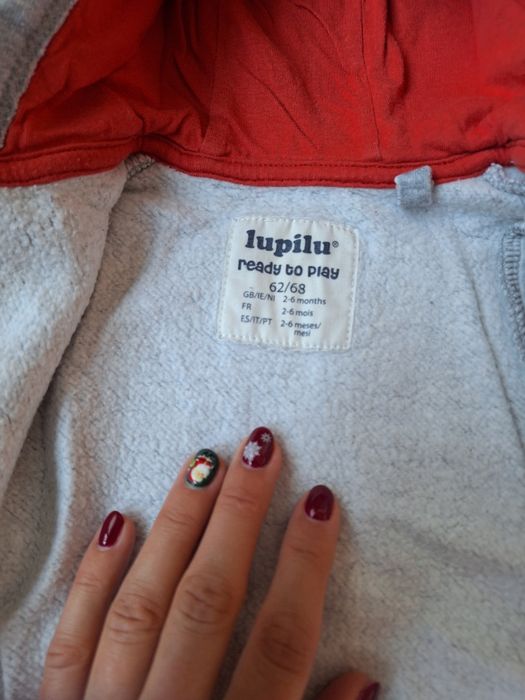 lupilu®
ready to play
62/68
GB/IE/NI 2-6 months
FR 2-6 mois
ES/IT/PT 2-6 meses/
mesi